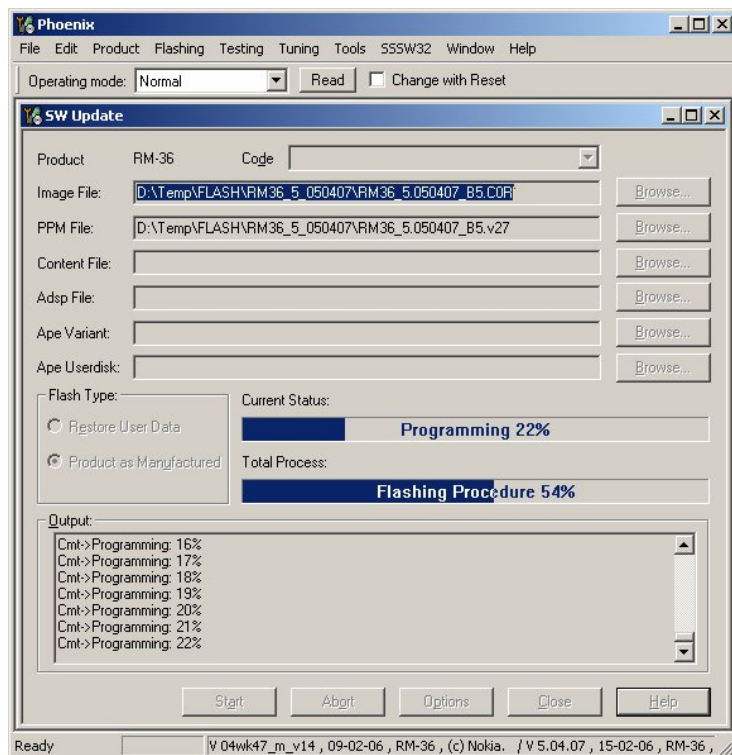 Phoenix
File Edit Product Flashing Testing Tuning Tools SSSW32 Window Help
Operating mode: Normal Read Change with Reset
SW Update
Product RM-36 Code
Image File: D:\Temp\FLASH\RM36_5_050407\RM36_5.050407_B5.C0R Browse...
PPM File: D:\Temp\FLASH\RM36_5_050407\RM36_5.050407_B5.v27 Browse...
Content File: Browse...
Adsp File: Browse...
Ape Variant: Browse...
Ape Userdisk: Browse...
Flash Type:
Restore User Data
Product as Manufactured
Current Status:
Programming 22%
Total Process:
Flashing Procedure 54%
Output:
Cmt->Programming: 16%
Cmt->Programming: 17%
Cmt->Programming: 18%
Cmt->Programming: 19%
Cmt->Programming: 20%
Cmt->Programming: 21%
Cmt->Programming: 22%
Start Abort Options Close Help
Ready V 04wk47_m_v14 , 09-02-06 , RM-36 , (c) Nokia. / V 5.04.07 , 15-02-06 , RM-36 ,